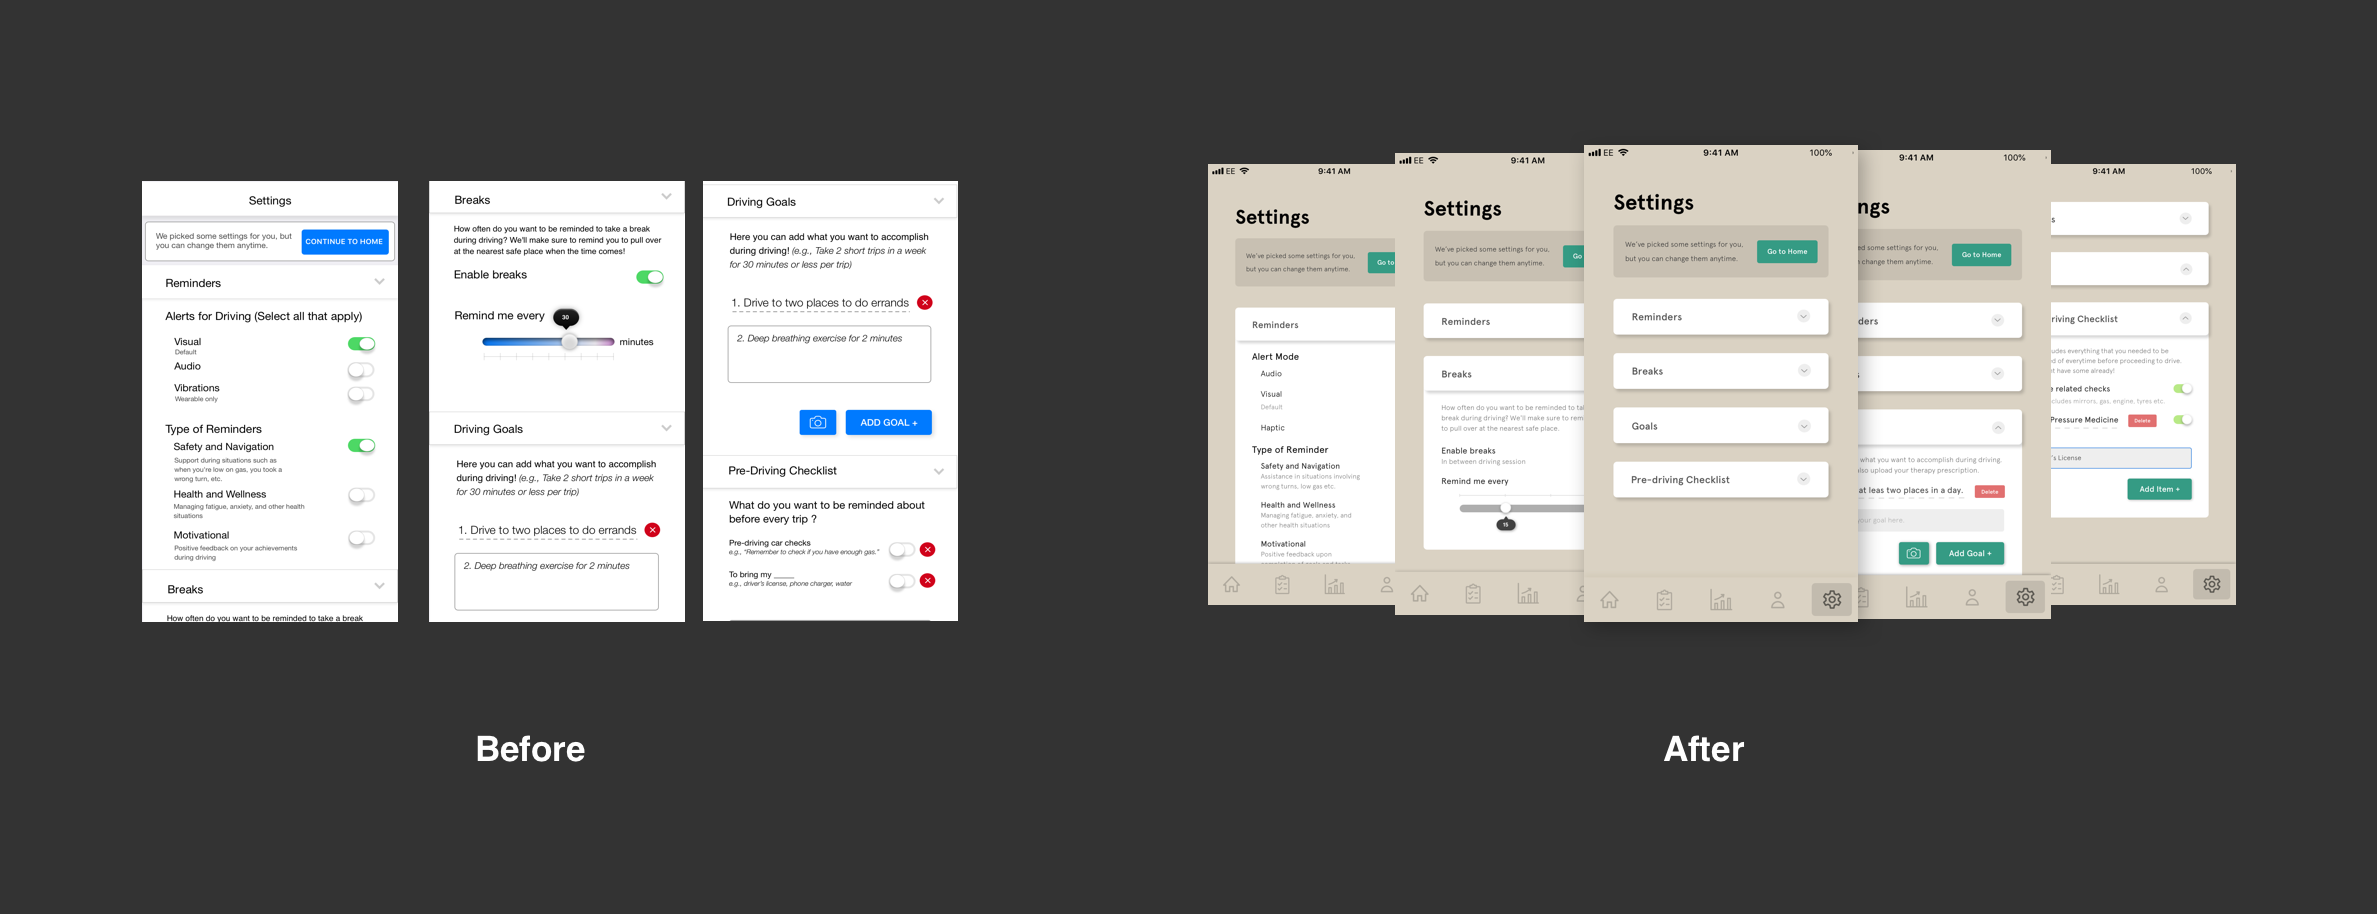 Settings
We picked some settings for you, but
you can change them anytime.
CONTINUE TO HOME
Reminders
Alerts for Driving (Select all that apply)
Visual
Default
Audio
Vibrations
Wearable only
Type of Reminders
Safety and Navigation
Support during situations such as
when you're low on gas, you took a
wrong turn, etc.
Health and Wellness
Managing fatigue, anxiety, and other health
situations
Motivational
Positive feedback on your achievements
during driving
Breaks
How often do you want to be reminded to take a break
Breaks
How often do you want to be reminded to take a break
during driving? We'll make sure to remind you to pull over
at the nearest safe place when the time comes!
Enable breaks
Remind me every
30
minutes
Driving Goals
Here you can add what you want to accomplish
during driving! (e.g., Take 2 short trips in a week
for 30 minutes or less per trip)
1. Drive to two places to do errands
2. Deep breathing exercise for 2 minutes
Driving Goals
Here you can add what you want to accomplish
during driving! (e.g., Take 2 short trips in a week
for 30 minutes or less per trip)
1. Drive to two places to do errands
2. Deep breathing exercise for 2 minutes
ADD GOAL +
Pre-Driving Checklist
What do you want to be reminded about
before every trip ?
Pre-driving car checks
e.g., "Remember to check if you have enough gas."
To bring my _____
e.g., driver's license, phone charger, water
Before
EE
9:41 AM
Settings
We've picked some settings for you,
but you can change them anytime.
Go to
Reminders
Alert Mode
Audio
Visual
Default
Haptic
Type of Reminder
Safety and Navigation
Assistance in situations involving
wrong turns, low gas etc.
Health and Wellness
Managing fatigue, anxiety, and
other health situations
Motivational
Positive feedback upon
EE
9:41 AM
Settings
We've picked some settings for you,
but you can change them anytime.
Go
Reminders
Breaks
How often do you want to be reminded to ta
break during driving? We'll make sure to rem
to pull over at the nearest safe place.
Enable breaks
In between driving session
Remind me every
15
EE
9:41 AM
100%
Settings
We've picked some settings for you,
but you can change them anytime.
Go to Home
Reminders
Breaks
Goals
Pre-driving Checklist
9:41 AM
100%
ngs
ed some settings for you,
change them anytime.
Go to Home
ders
s
what you want to accomplish during driving.
lso upload your therapy prescription.
at leas two places in a day.
Delete
your goal here.
Add Goal +
9:41 AM
100%
s
riving Checklist
udes everything that you needed to be
d of everytime before proceeding to drive.
t have some already!
e related checks
cludes mirrors, gas, engine, tyres etc.
Pressure Medicine
Delete
's License
Add Item +
After